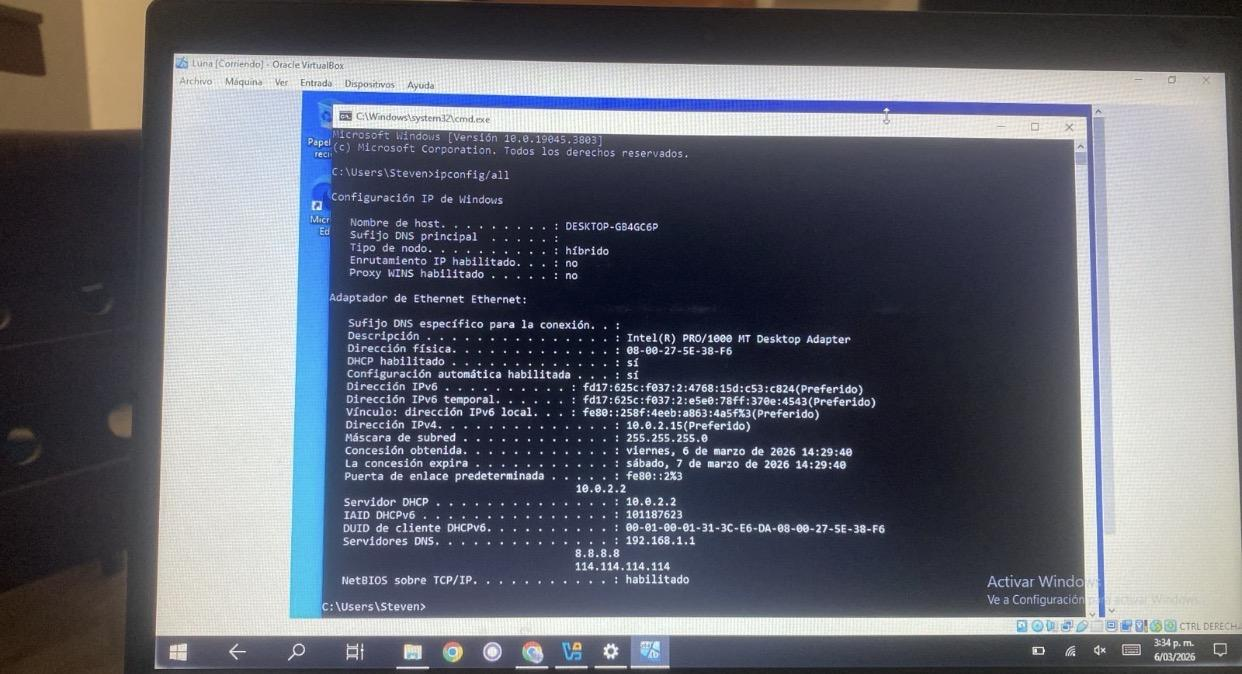 Luna [Corriendo] - Oracle VirtualBox
Archivo Máquina Ver Entrada Dispositivos Ayuda
C:\Windows\system32\cmd.exe
Microsoft Windows [Versión 10.0.19045.3803]
(c) Microsoft Corporation. Todos los derechos reservados.
C:\Users\Steven>ipconfig/all
Configuración IP de Windows
Nombre de host. . . . . . . . . : DESKTOP-GB4GC6P
Sufijo DNS principal . . . . . :
Tipo de nodo. . . . . . . . . . : híbrido
Enrutamiento IP habilitado. . . : no
Proxy WINS habilitado . . . . . : no
Adaptador de Ethernet Ethernet:
Sufijo DNS específico para la conexión. . :
Descripción . . . . . . . . . . . . . . . : Intel(R) PRO/1000 MT Desktop Adapter
Dirección física. . . . . . . . . . . . . : 08-00-27-5E-38-F6
DHCP habilitado . . . . . . . . . . . . . : sí
Configuración automática habilitada . . . : sí
Dirección IPv6 . . . . . . . . . . : fd17:625c:f037:2:4768:15d:c53:c824(Preferido)
Dirección IPv6 temporal. . . . . . : fd17:625c:f037:2:e5e0:78ff:370e:4543(Preferido)
Vínculo: dirección IPv6 local. . . : fe80::258f:4eeb:a863:4a5f%3(Preferido)
Dirección IPv4. . . . . . . . . . . . . . : 10.0.2.15(Preferido)
Máscara de subred . . . . . . . . . . . . : 255.255.255.0
Concesión obtenida. . . . . . . . . . . . : viernes, 6 de marzo de 2026 14:29:40
La concesión expira . . . . . . . . . . . : sábado, 7 de marzo de 2026 14:29:40
Puerta de enlace predeterminada . . . . . : fe80::2%3
10.0.2.2
Servidor DHCP . . . . . . . . . . . . . . : 10.0.2.2
IAID DHCPv6 . . . . . . . . . . . . . . . : 101187623
DUID de cliente DHCPv6. . . . . . . . . . : 00-01-00-01-31-3C-E6-DA-08-00-27-5E-38-F6
Servidores DNS. . . . . . . . . . . . . . : 192.168.1.1
8.8.8.8
114.114.114.114
NetBIOS sobre TCP/IP. . . . . . . . . . . : habilitado
C:\Users\Steven>
Activar Windo
Ve a Configuración para activar Windows.
CTRL DERECH
3:34 p. m.
6/03/2026